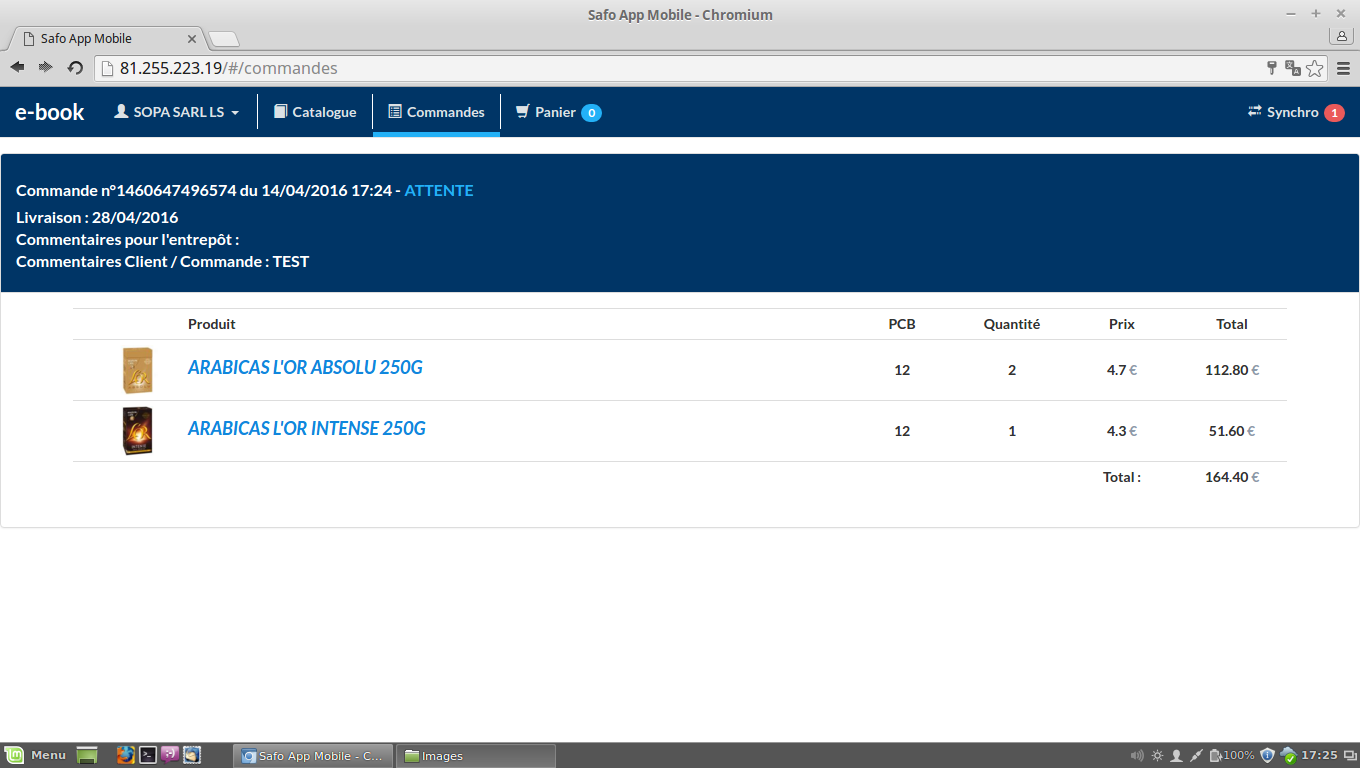 Safo App Mobile - Chromium
Safo App Mobile
81.255.223.19/#/commandes
e-book SOPA SARL LS Catalogue Commandes Panier 0 Synchro 1
Commande n°1460647496574 du 14/04/2016 17:24 - ATTENTE
Livraison : 28/04/2016
Commentaires pour l'entrepôt :
Commentaires Client / Commande : TEST
Produit PCB Quantité Prix Total
ARABICAS L'OR ABSOLU 250G 12 2 4.7 € 112.80 €
ARABICAS L'OR INTENSE 250G 12 1 4.3 € 51.60 €
Total : 164.40 €
Menu Safo App Mobile - C... Images 100% 17:25